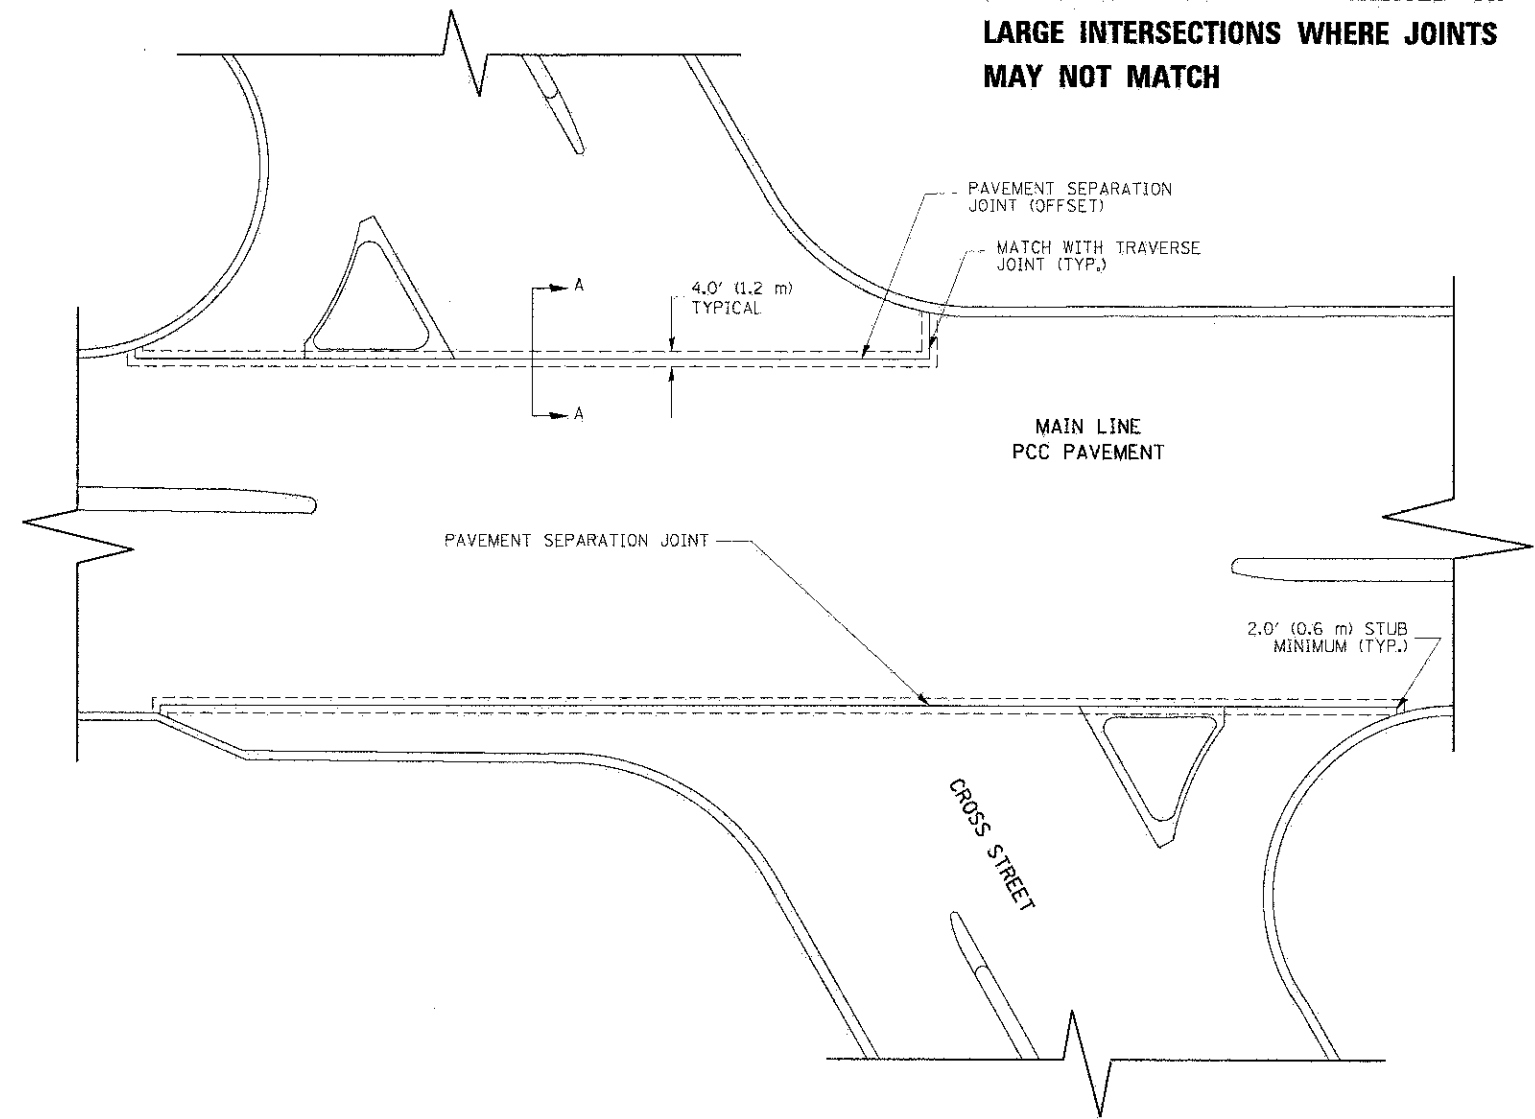 LARGE INTERSECTIONS WHERE JOINTS
MAY NOT MATCH
PAVEMENT SEPARATION
JOINT (OFFSET)
MATCH WITH TRAVERSE
JOINT (TYP.)
A
4.0' (1.2 m)
TYPICAL
A
MAIN LINE
PCC PAVEMENT
PAVEMENT SEPARATION JOINT
2.0' (0.6 m) STUB
MINIMUM (TYP.)
CROSS STREET